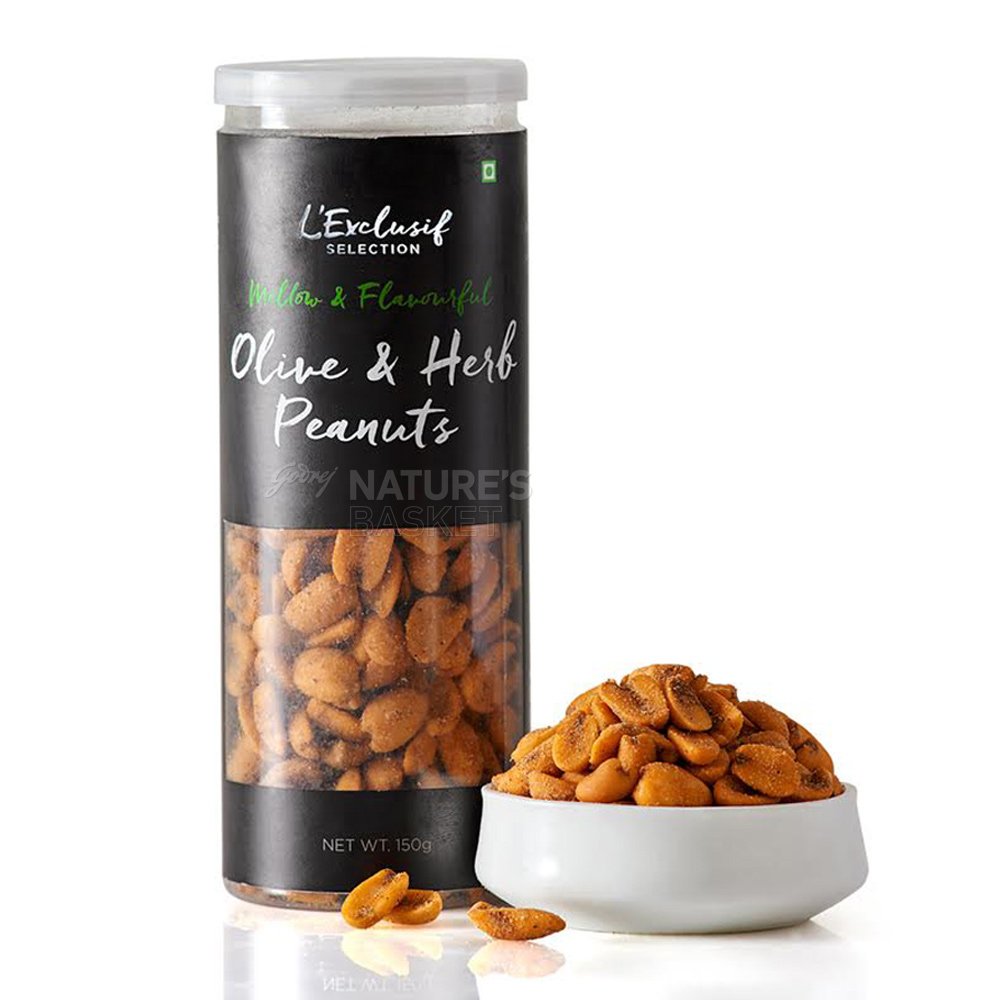 L'Exclusif
SELECTION
Mellow & Flavourful
Olive & Herb
Peanuts
Godrej NATURE'S
BASKET
NET WT. 150g